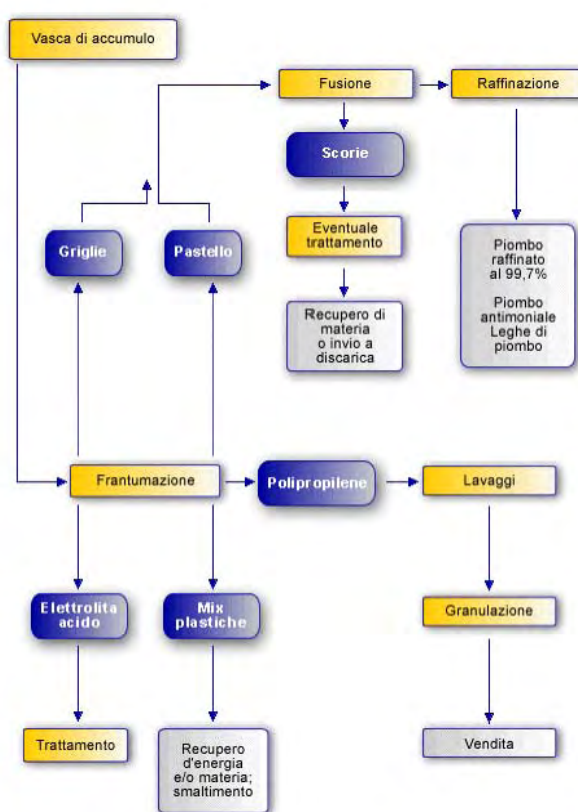 Vasca di accumulo
Fusione
Raffinazione
Scorie
Griglie
Pastello
Eventuale
trattamento
Piombo
raffinato
al 99,7%
Piombo
antimoniale
Leghe di
piombo
Recupero di
materia
o invio a
discarica
Frantumazione
Polipropilene
Lavaggi
Elettrolita
acido
Mix
plastiche
Granulazione
Trattamento
Recupero
d'energia
e/o materia;
smaltimento
Vendita